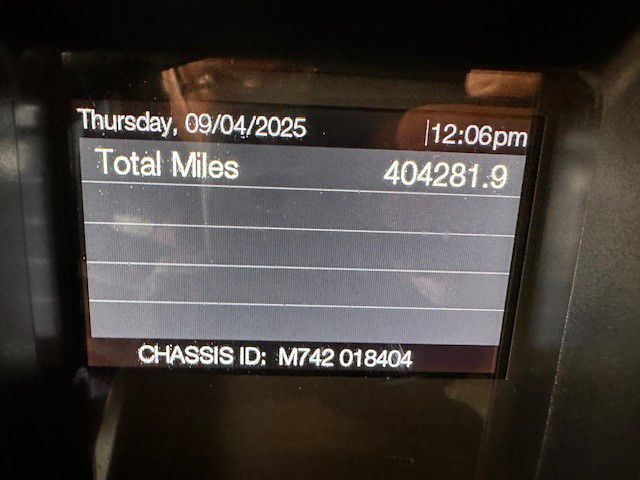 Thursday, 09/04/2025 12:06pm
Total Miles 404281.9
CHASSIS ID: M742 018404